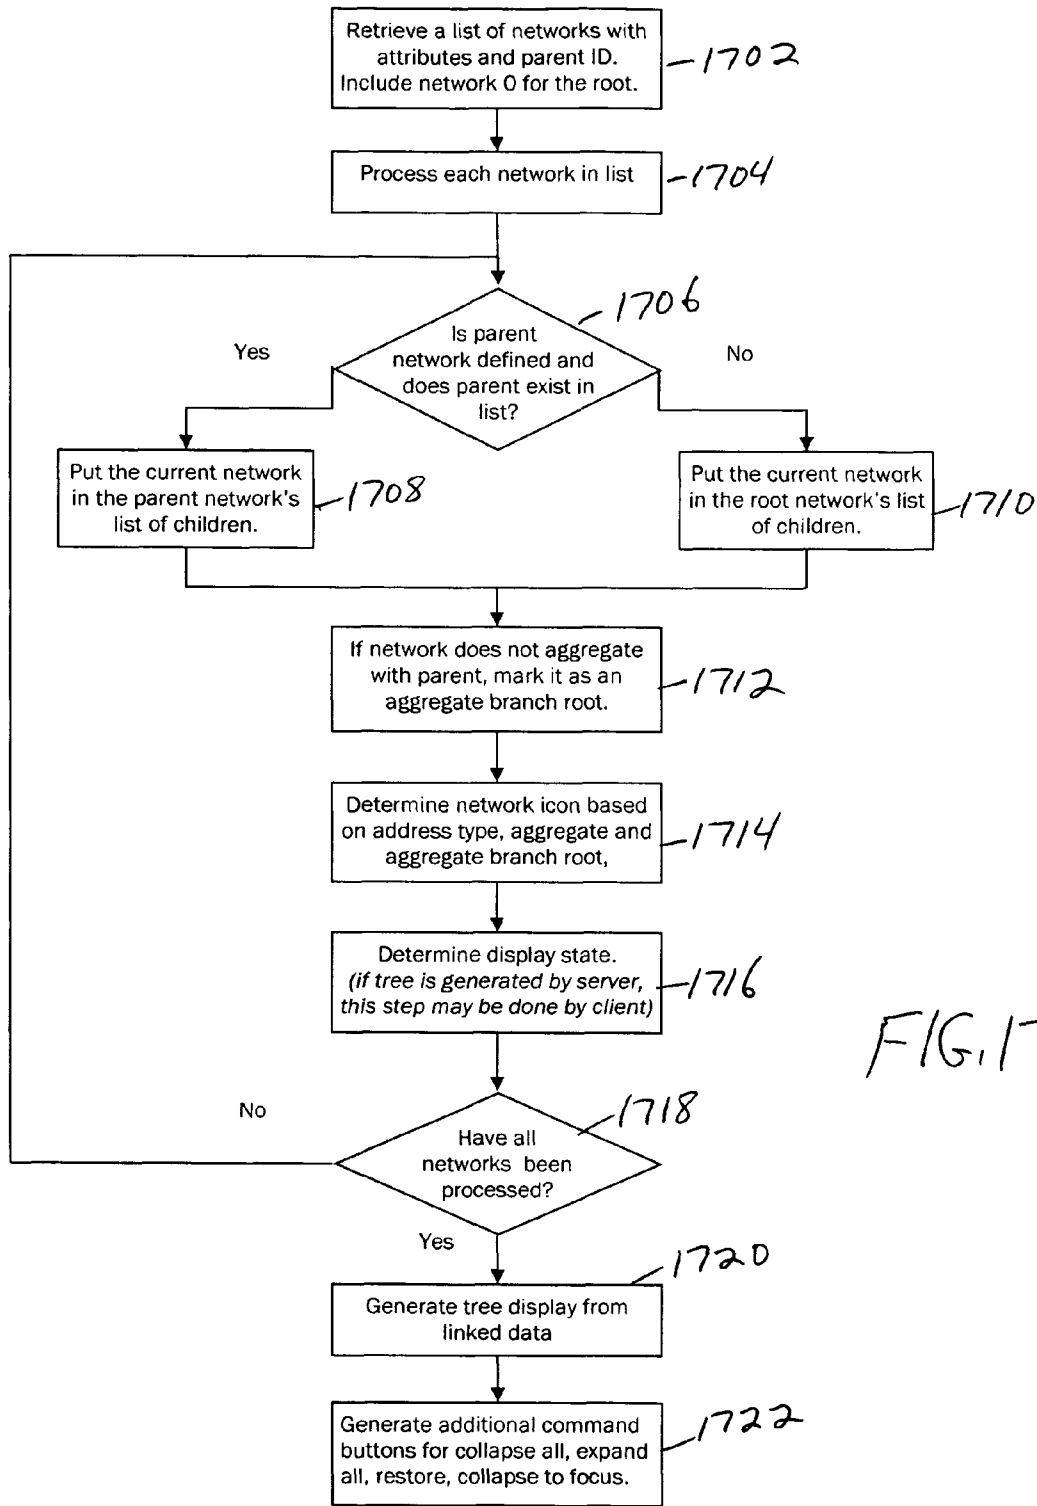 Retrieve a list of networks with
attributes and parent ID.
Include network 0 for the root.
1702
Process each network in list
1704
1706
Is parent
network defined and
does parent exist in
list?
Yes
No
Put the current network
in the parent network's
list of children.
1708
Put the current network
in the root network's list
of children.
1710
If network does not aggregate
with parent, mark it as an
aggregate branch root.
1712
Determine network icon based
on address type, aggregate and
aggregate branch root,
1714
Determine display state.
(if tree is generated by server,
this step may be done by client)
1716
FIG. 17
No
1718
Have all
networks been
processed?
Yes
1720
Generate tree display from
linked data
Generate additional command
buttons for collapse all, expand
all, restore, collapse to focus.
1722